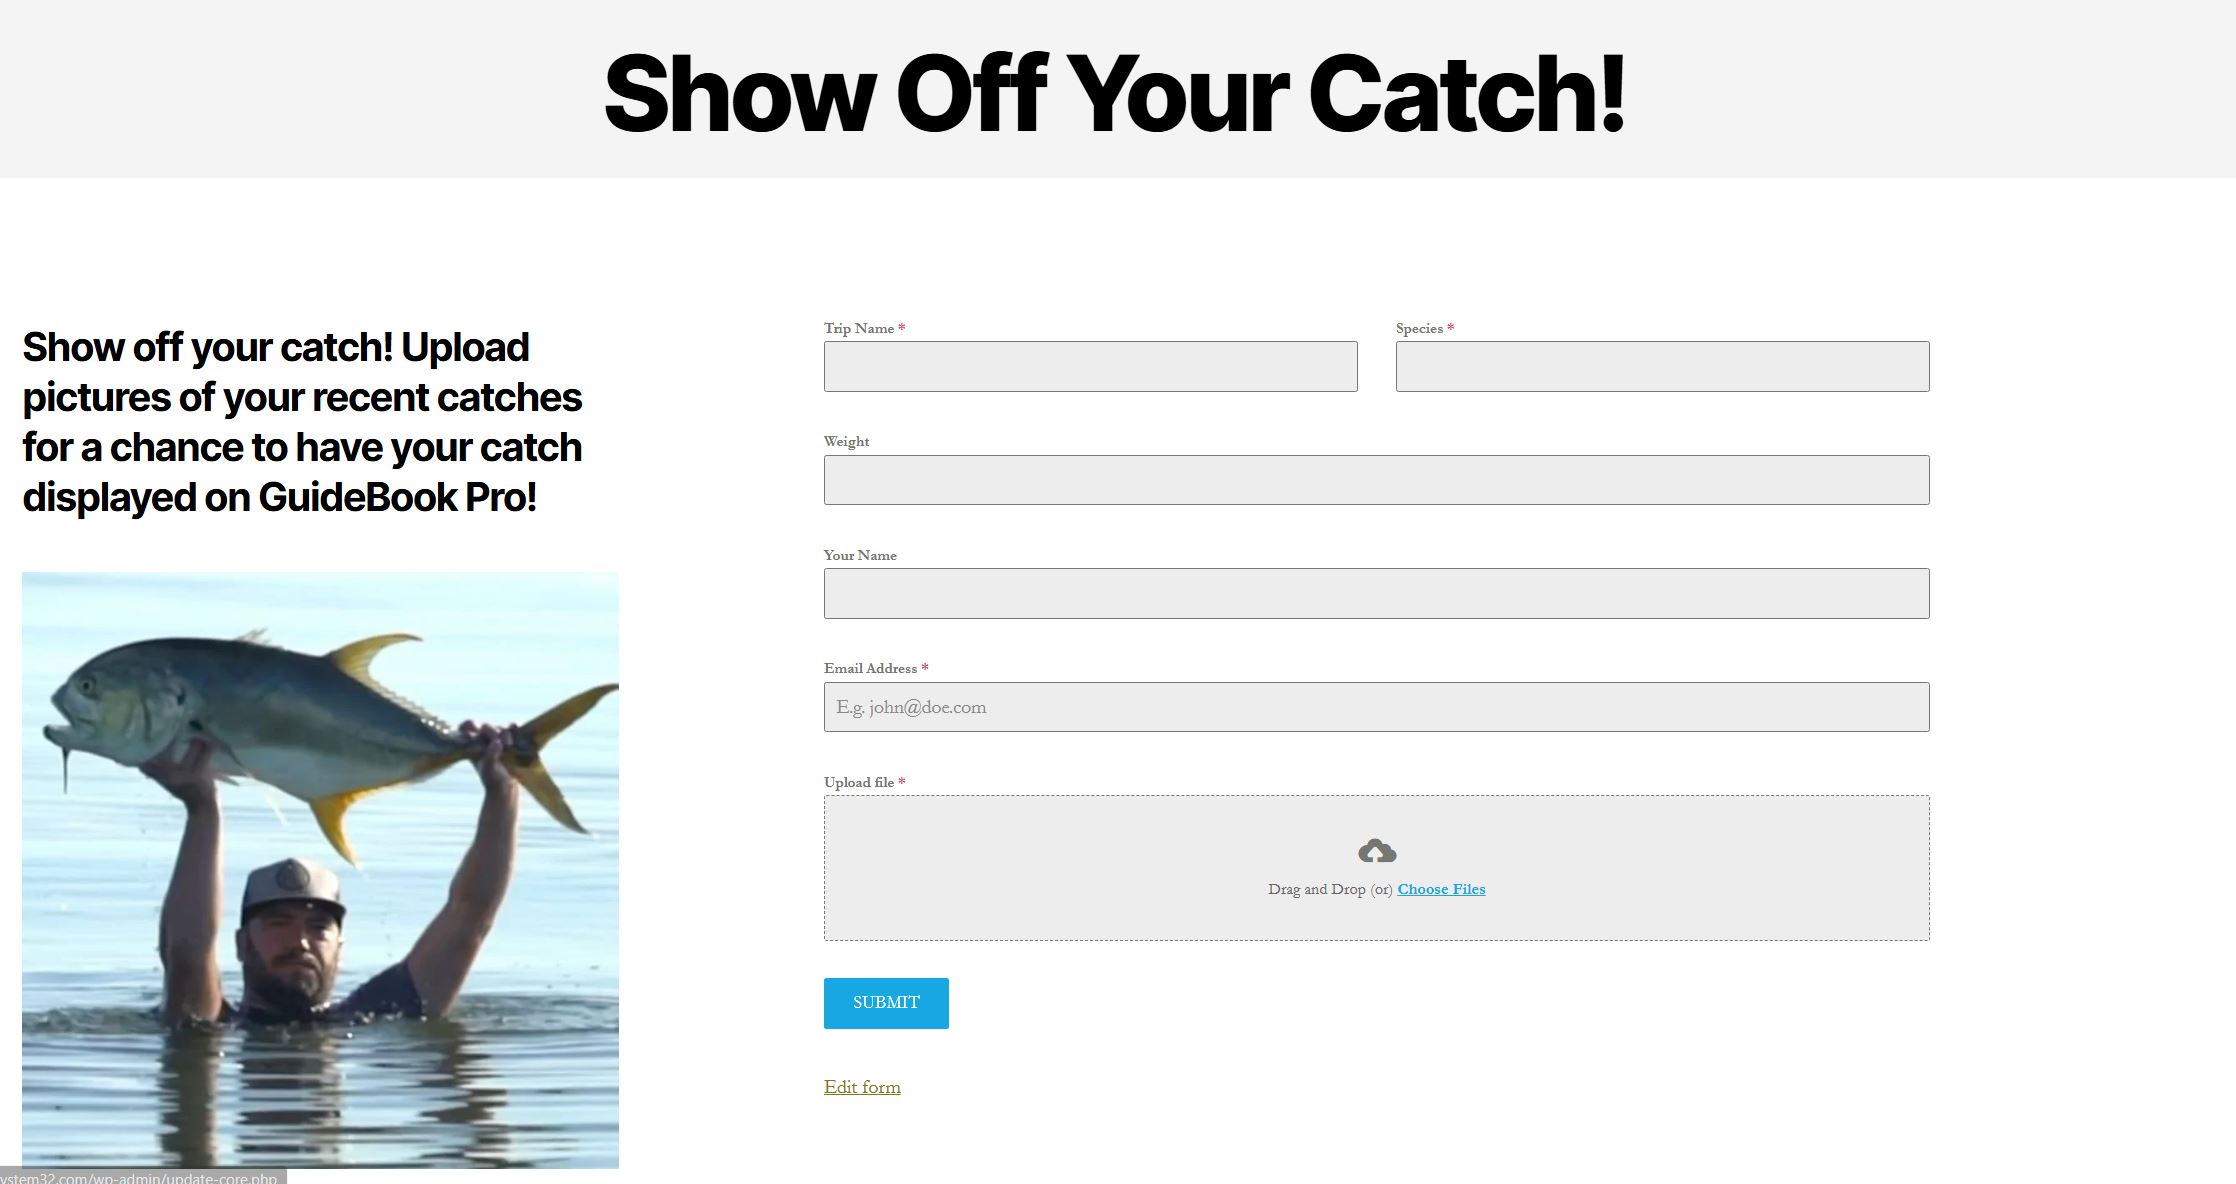 Show Off Your Catch!
Show off your catch! Upload
pictures of your recent catches
for a chance to have your catch
displayed on GuideBook Pro!
Trip Name *
Species *
Weight
Your Name
Email Address *
E.g. john@doe.com
Upload file *
Drag and Drop (or) Choose Files
SUBMIT
Edit form
ystem32.com/wp-admin/update-core.php